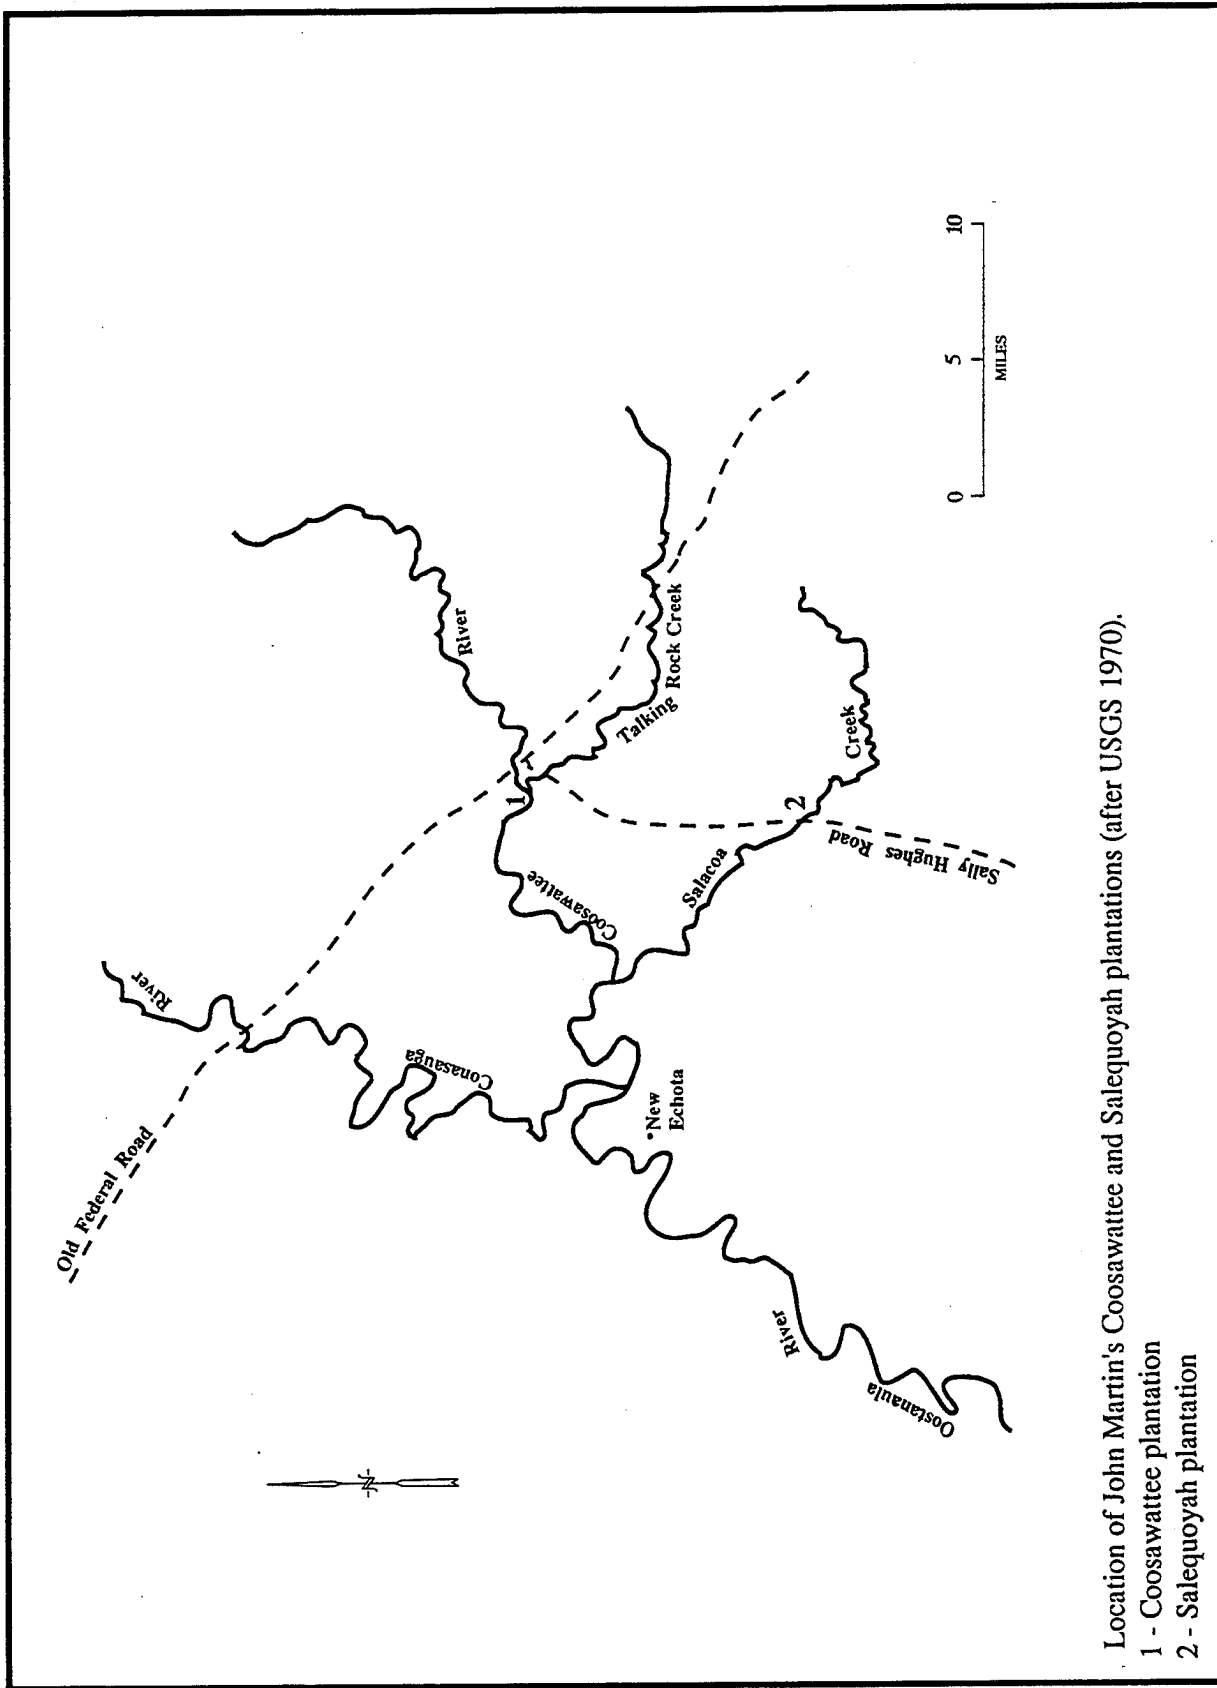 Old Federal Road
River
Conasauga
River
Coosawattee
1
Talking Rock Creek
Salacoa
Creek
2
Sally Hughes Road
•New
Echota
River
Oostanaula
N
0 5 10
MILES
Location of John Martin's Coosawattee and Salequoyah plantations (after USGS 1970).
1 - Coosawattee plantation
2 - Salequoyah plantation